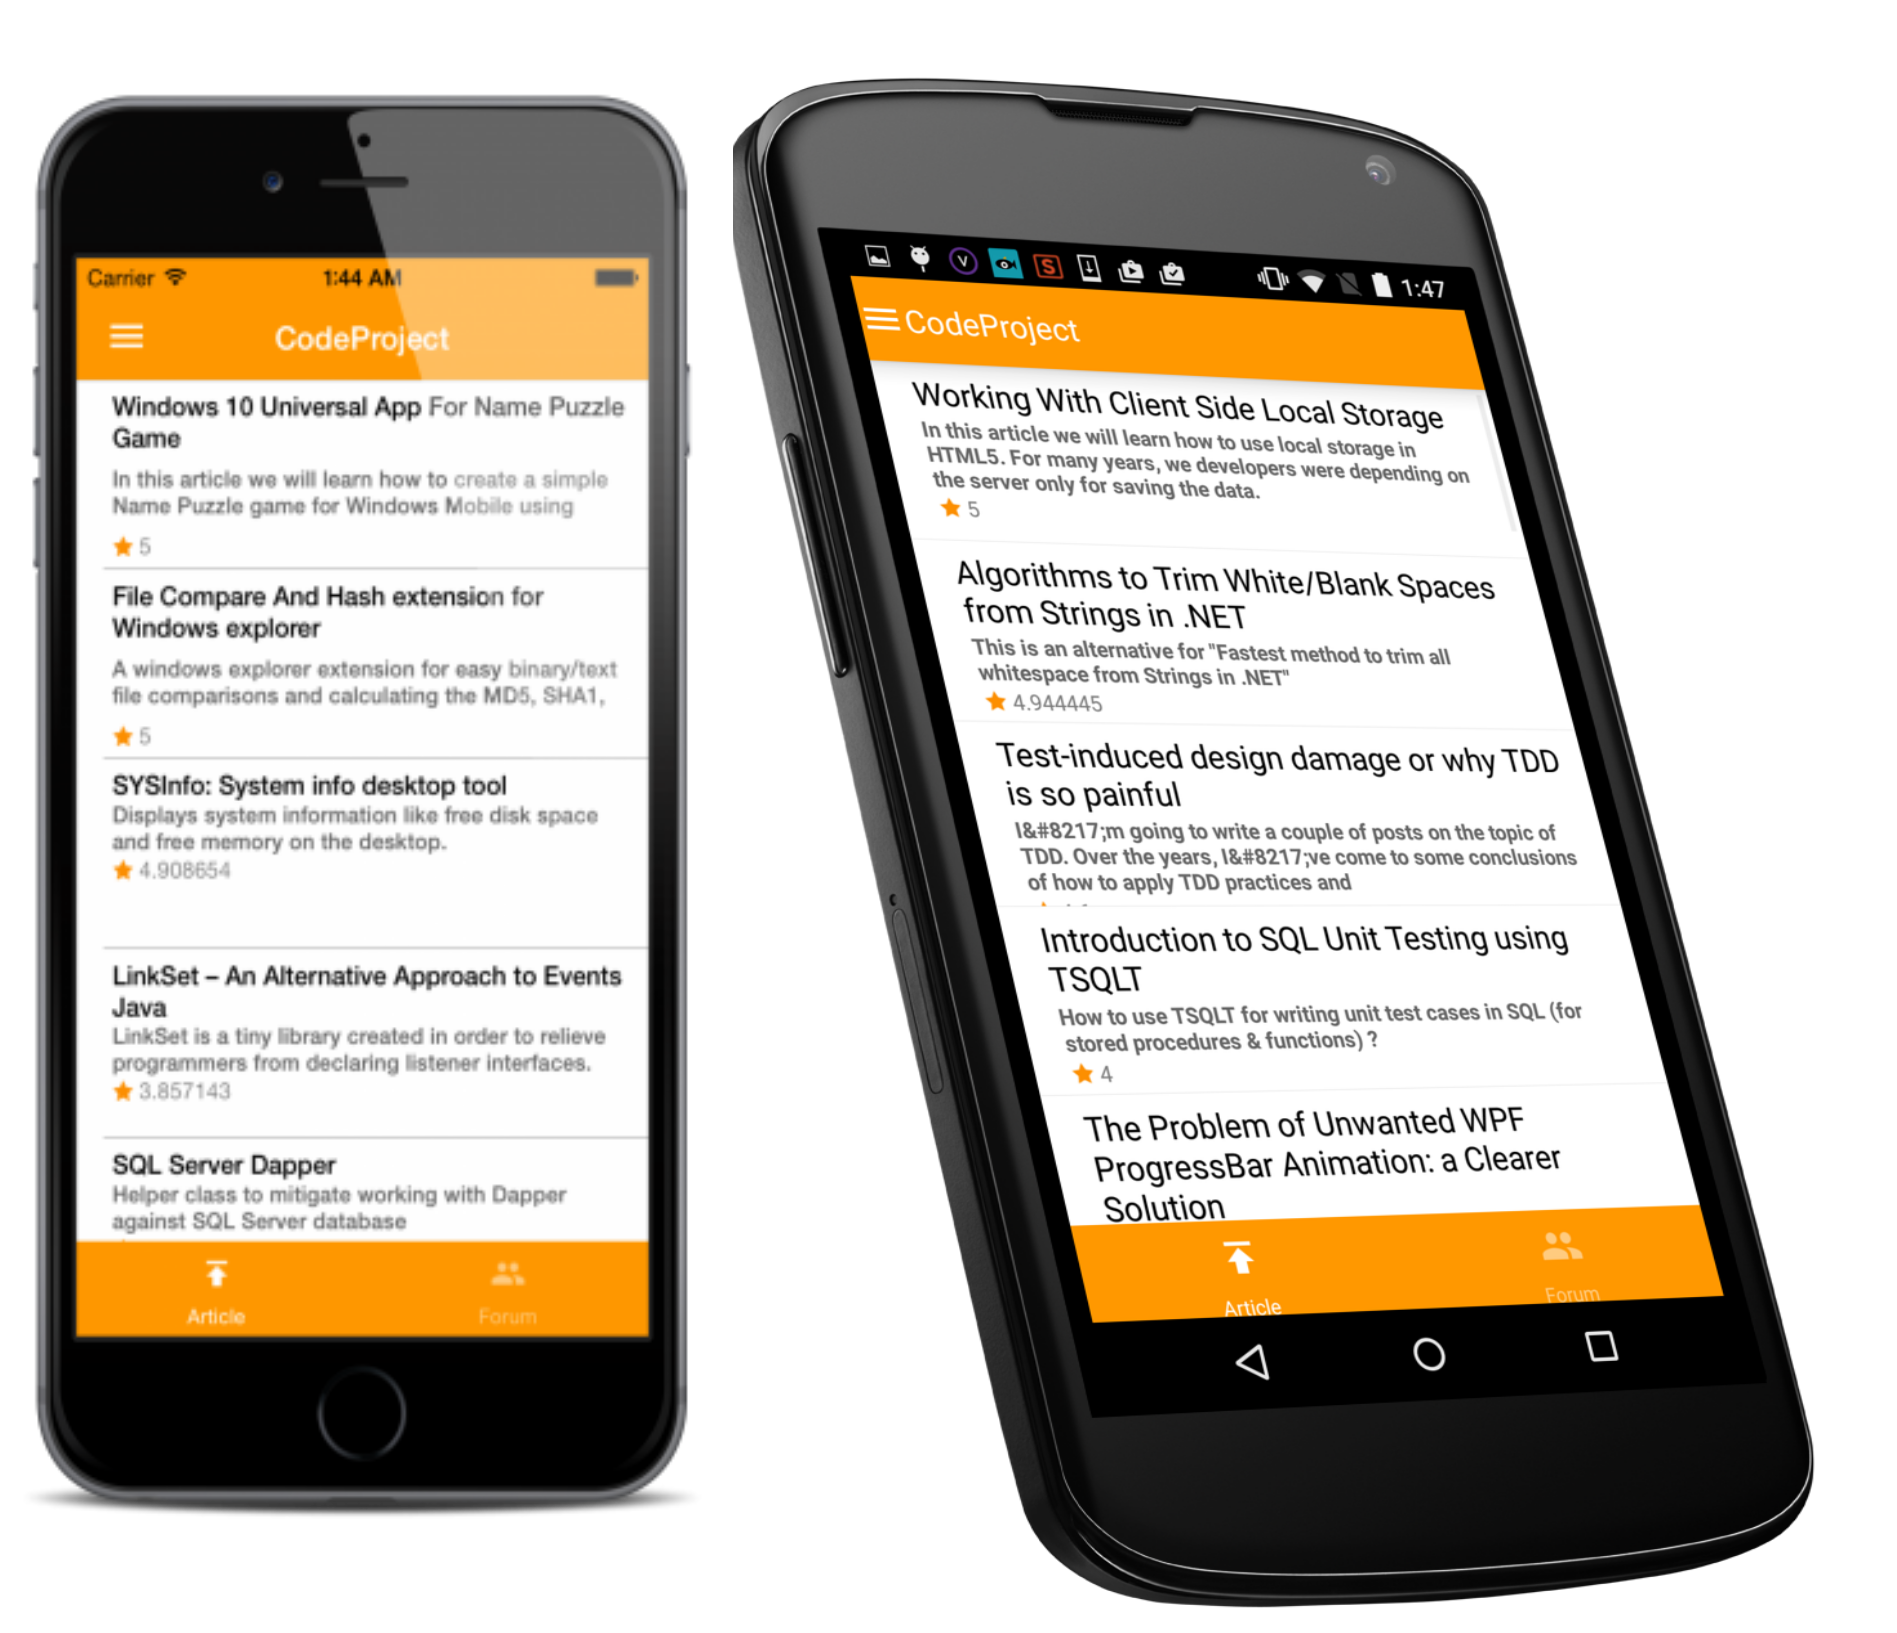 Carrier 1:44 AM
CodeProject
Windows 10 Universal App For Name Puzzle
Game
In this article we will learn how to create a simple
Name Puzzle game for Windows Mobile using
5
File Compare And Hash extension for
Windows explorer
A windows explorer extension for easy binary/text
file comparisons and calculating the MD5, SHA1,
5
SYSInfo: System info desktop tool
Displays system information like free disk space
and free memory on the desktop.
4.908654
LinkSet – An Alternative Approach to Events
Java
LinkSet is a tiny library created in order to relieve
programmers from declaring listener interfaces.
3.857143
SQL Server Dapper
Helper class to mitigate working with Dapper
against SQL Server database
Article Forum
V S 1:47
CodeProject
Working With Client Side Local Storage
In this article we will learn how to use local storage in
HTML5. For many years, we developers were depending on
the server only for saving the data.
5
Algorithms to Trim White/Blank Spaces
from Strings in .NET
This is an alternative for "Fastest method to trim all
whitespace from Strings in .NET"
4.944445
Test-induced design damage or why TDD
is so painful
I&#8217;m going to write a couple of posts on the topic of
TDD. Over the years, I&#8217;ve come to some conclusions
of how to apply TDD practices and
Introduction to SQL Unit Testing using
TSQLT
How to use TSQLT for writing unit test cases in SQL (for
stored procedures & functions) ?
4
The Problem of Unwanted WPF
ProgressBar Animation: a Clearer
Solution
Article Forum